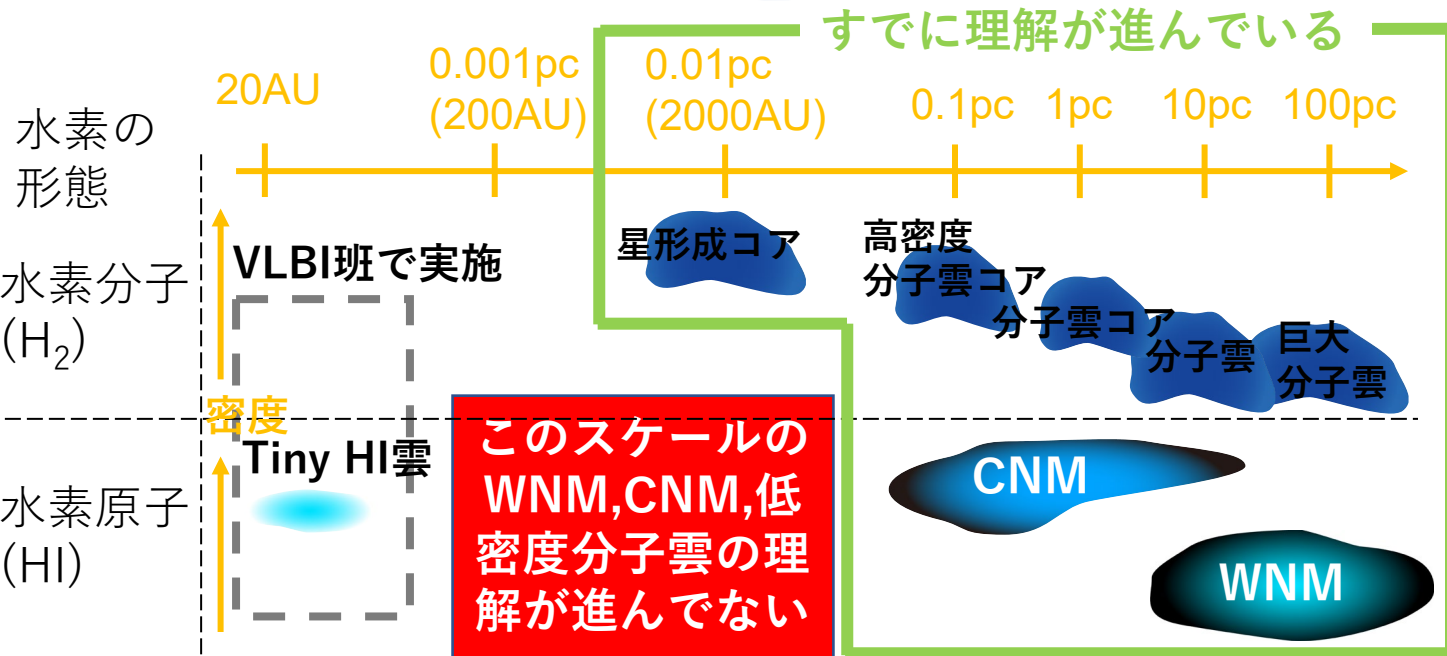 すでに理解が進んでいる
20AU
0.001pc
(200AU)
0.01pc
(2000AU)
0.1pc
1pc
10pc
100pc
水素の
形態
水素分子
(H₂)
VLBI班で実施
星形成コア
高密度
分子雲コア
分子雲コア
分子雲
巨大
分子雲
密度
水素原子
(HI)
Tiny HI雲
このスケールの
WNM,CNM,低
密度分子雲の理
解が進んでない
CNM
WNM